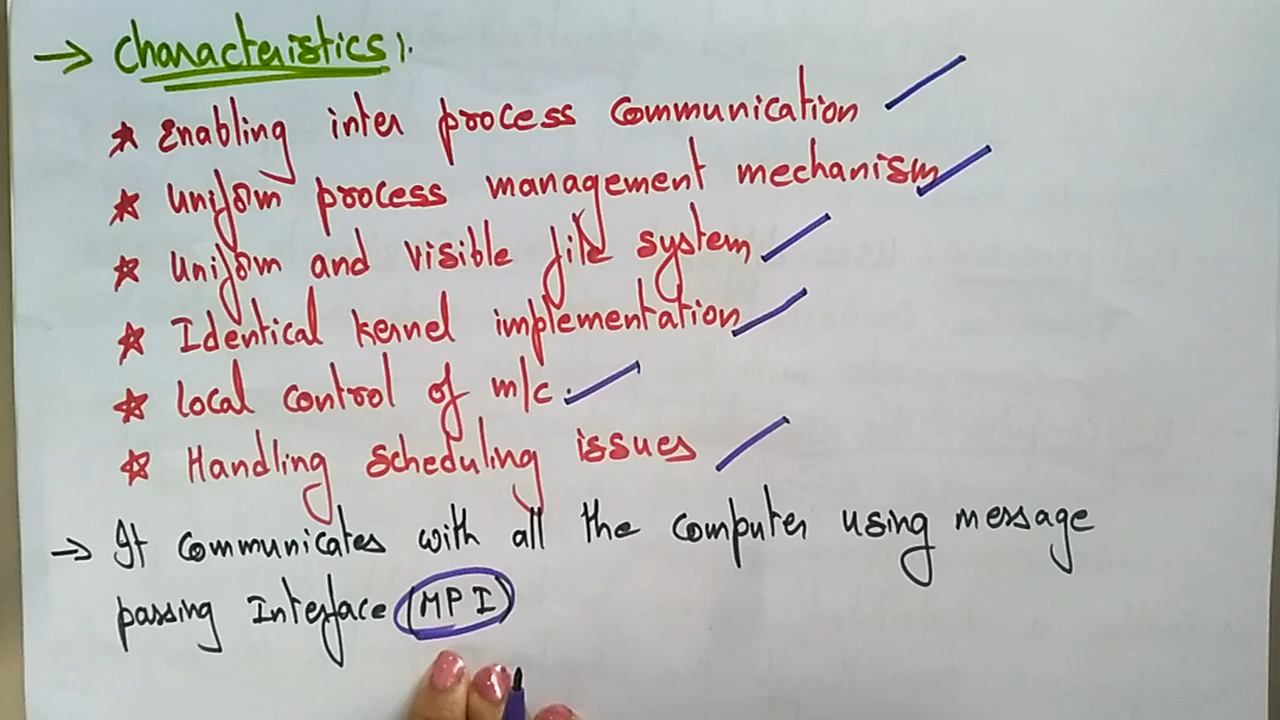 → Characteristics:
* Enabling inter process communication
* Uniform process management mechanism
* Uniform and visible file system
* Identical kernel implementation
* Local control of m/c.
* Handling scheduling issues
→ It communicates with all the computer using message
passing Interface (MPI)